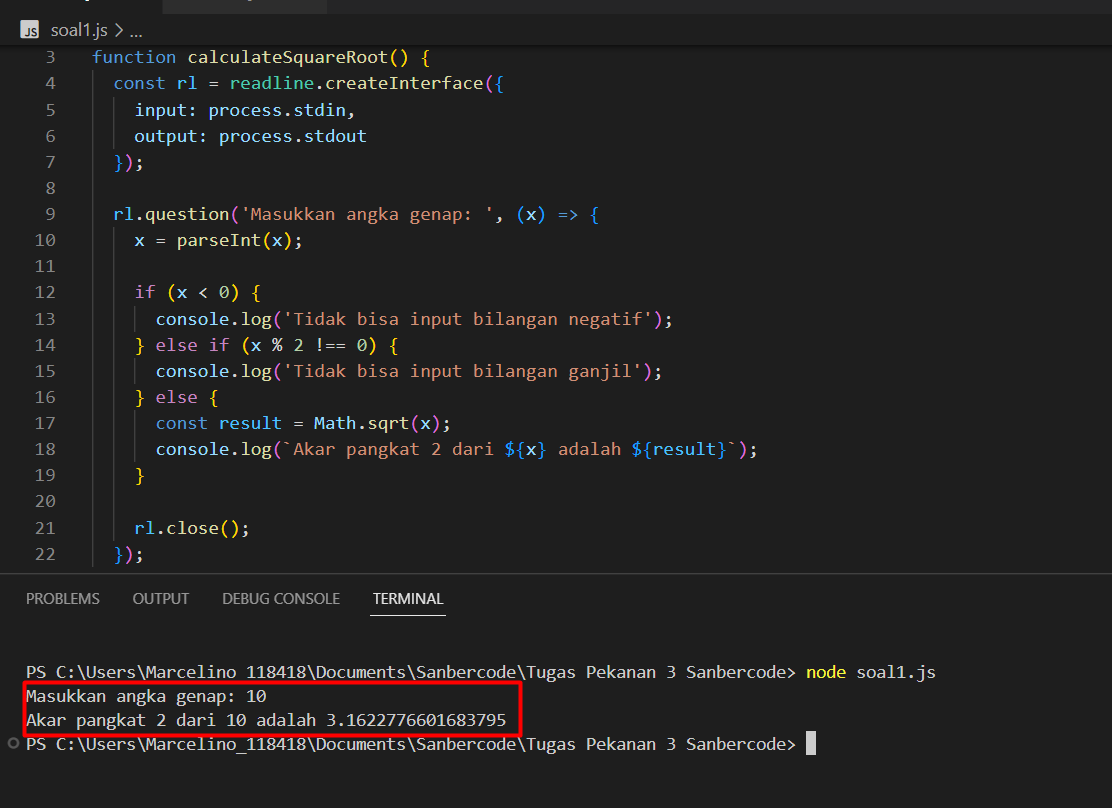 JS soal1.js > ...
3 function calculateSquareRoot() {
4 const rl = readline.createInterface({
5 input: process.stdin,
6 output: process.stdout
7 });
8
9 rl.question('Masukkan angka genap: ', (x) => {
10 x = parseInt(x);
11
12 if (x < 0) {
13 console.log('Tidak bisa input bilangan negatif');
14 } else if (x % 2 !== 0) {
15 console.log('Tidak bisa input bilangan ganjil');
16 } else {
17 const result = Math.sqrt(x);
18 console.log(`Akar pangkat 2 dari ${x} adalah ${result}`);
19 }
20
21 rl.close();
22 });
PROBLEMS OUTPUT DEBUG CONSOLE TERMINAL
PS C:\Users\Marcelino_118418\Documents\Sanbercode\Tugas Pekanan 3 Sanbercode> node soal1.js
Masukkan angka genap: 10
Akar pangkat 2 dari 10 adalah 3.1622776601683795
PS C:\Users\Marcelino_118418\Documents\Sanbercode\Tugas Pekanan 3 Sanbercode>